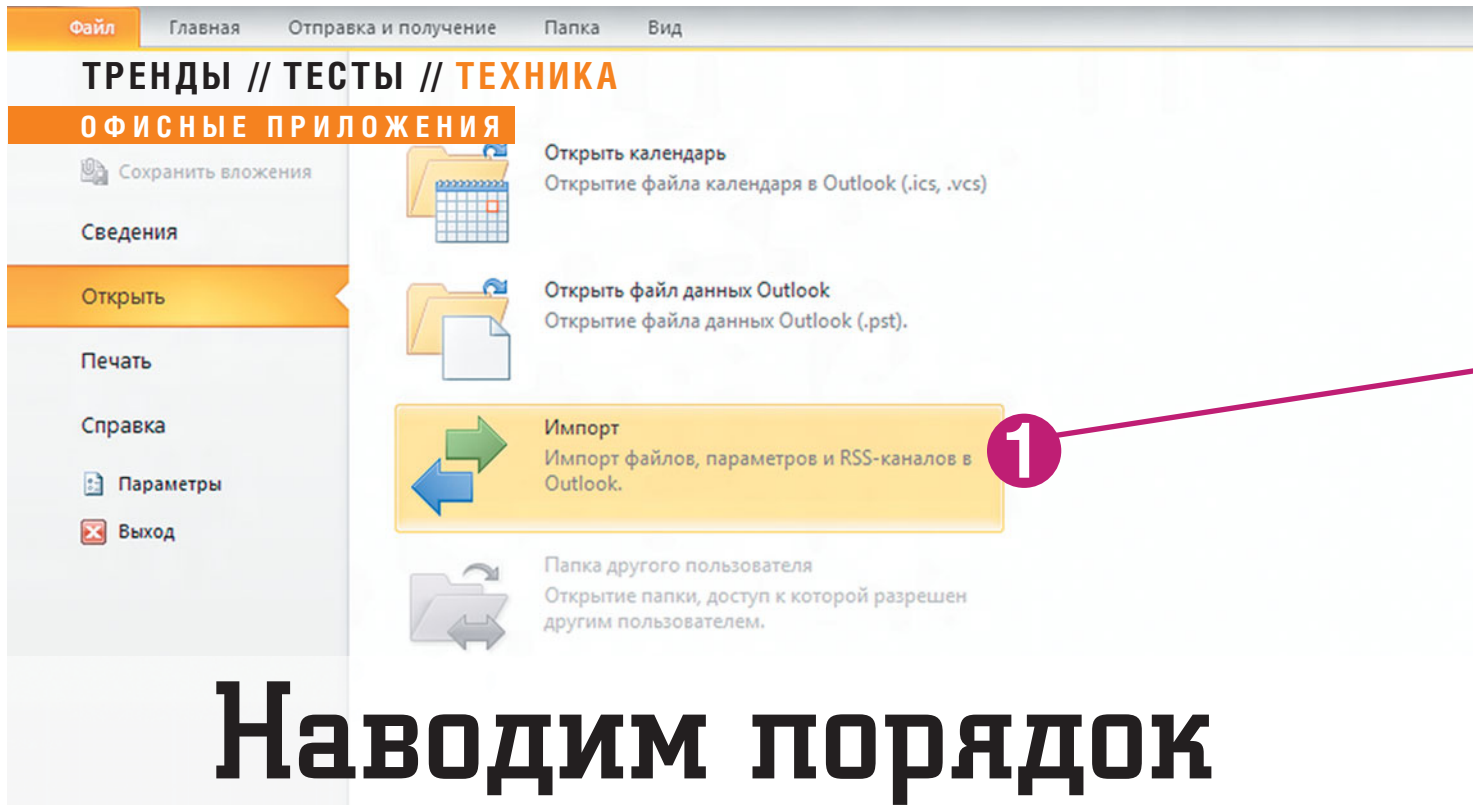 Файл Главная Отправка и получение Папка Вид
ТРЕНДЫ // ТЕСТЫ // ТЕХНИКА
ОФИСНЫЕ ПРИЛОЖЕНИЯ
Сохранить вложения
Сведения
Открыть
Печать
Справка
Параметры
Выход
Открыть календарь
Открытие файла календаря в Outlook (.ics, .vcs)
Открыть файл данных Outlook
Открытие файла данных Outlook (.pst).
Импорт
Импорт файлов, параметров и RSS-каналов в
Outlook.
1
Папка другого пользователя
Открытие папки, доступ к которой разрешен
другим пользователем.
Наводим порядок